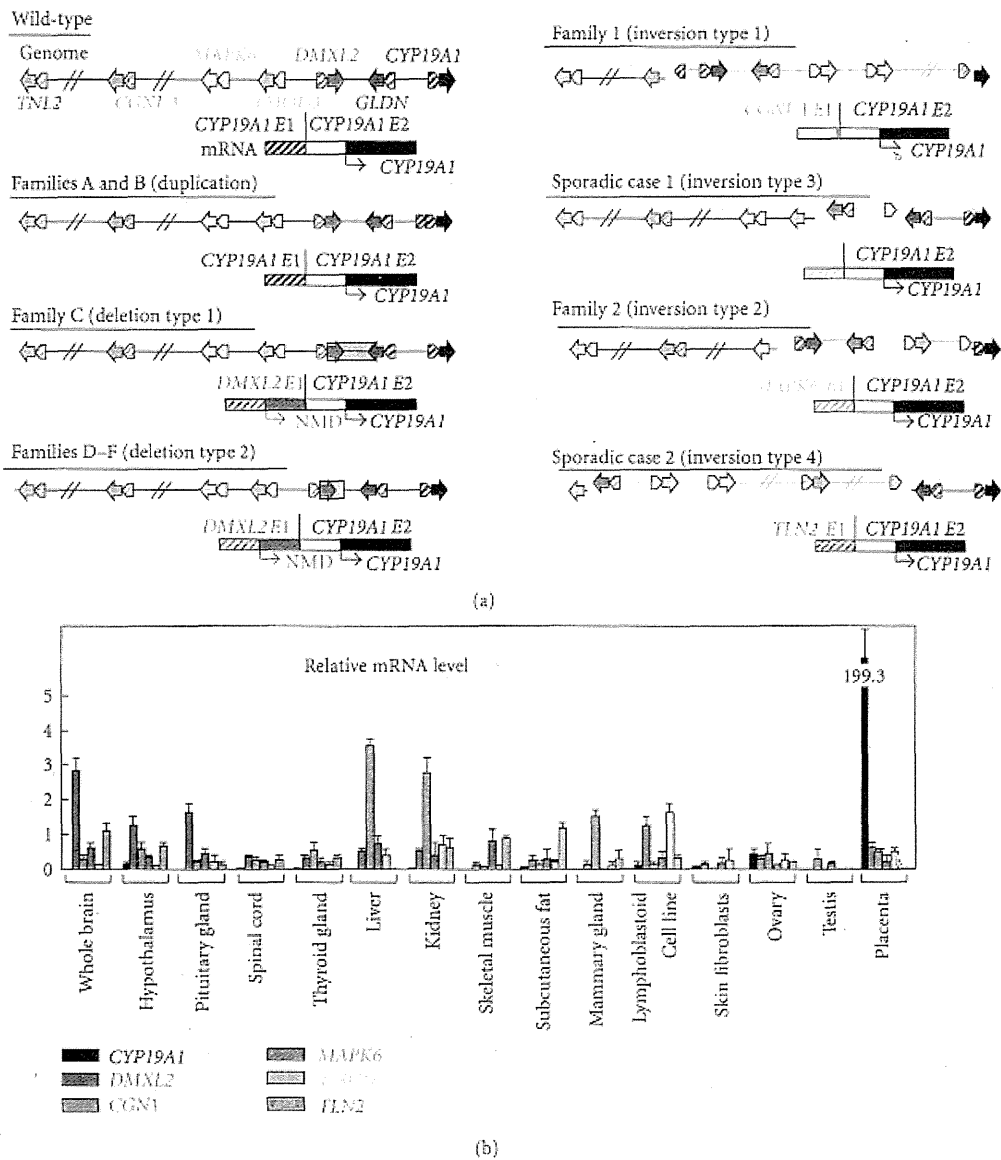 Wild-type
Genome
MAPK6 DMXL2 CYP19A1
TNL2 GLDN
CYP19A1 E1 CYP19A1 E2
mRNA
CYP19A1
Families A and B (duplication)
CYP19A1 E1 CYP19A1 E2
CYP19A1
Family C (deletion type 1)
DMXL2 E1 CYP19A1 E2
NMD CYP19A1
Families D–F (deletion type 2)
DMXL2 E1 CYP19A1 E2
NMD CYP19A1
Family 1 (inversion type 1)
E1 CYP19A1 E2
CYP19A1
Sporadic case 1 (inversion type 3)
CYP19A1 E2
CYP19A1
Family 2 (inversion type 2)
CYP19A1 E2
CYP19A1
Sporadic case 2 (inversion type 4)
TLN2 E1 CYP19A1 E2
CYP19A1
(a)
Relative mRNA level
199.3
5
4
3
2
1
0
Whole brain
Hypothalamus
Pituitary gland
Spinal cord
Thyroid gland
Liver
Kidney
Skeletal muscle
Subcutaneous fat
Mammary gland
Lymphoblastoid
Cell line
Skin fibroblasts
Ovary
Testis
Placenta
CYP19A1
DMXL2
MAPK6
TLN2
(b)